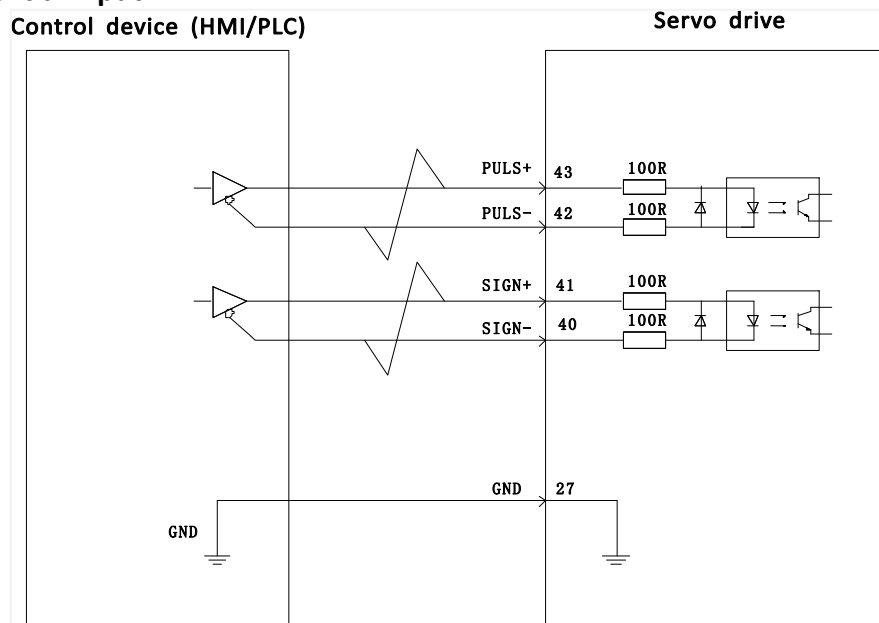 Control device (HMI/PLC)
Servo drive
PULS+
43
100R
PULS-
42
100R
SIGN+
41
100R
SIGN-
40
100R
GND
27
GND